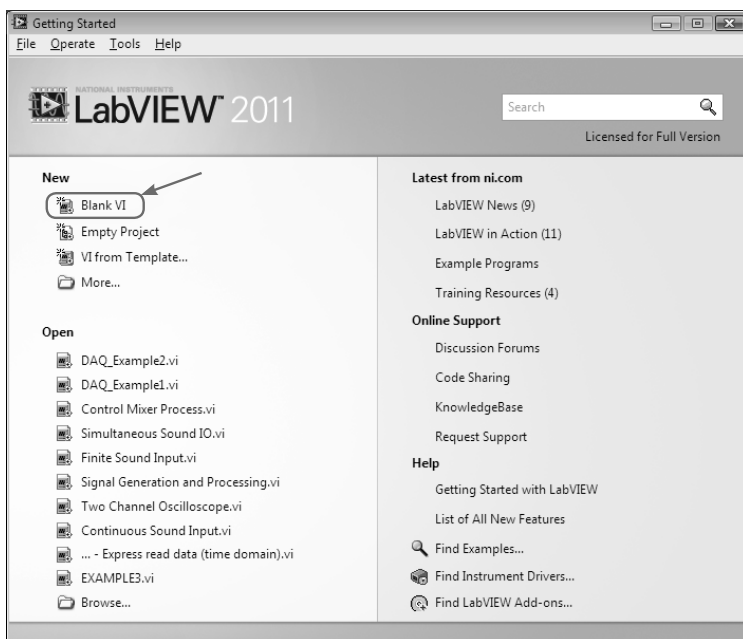 Getting Started
File Operate Tools Help
NATIONAL INSTRUMENTS
LabVIEW™ 2011
Search
Licensed for Full Version
New
Blank VI
Empty Project
VI from Template...
More...
Open
DAQ_Example2.vi
DAQ_Example1.vi
Control Mixer Process.vi
Simultaneous Sound IO.vi
Finite Sound Input.vi
Signal Generation and Processing.vi
Two Channel Oscilloscope.vi
Continuous Sound Input.vi
... - Express read data (time domain).vi
EXAMPLE3.vi
Browse...
Latest from ni.com
LabVIEW News (9)
LabVIEW in Action (11)
Example Programs
Training Resources (4)
Online Support
Discussion Forums
Code Sharing
KnowledgeBase
Request Support
Help
Getting Started with LabVIEW
List of All New Features
Find Examples...
Find Instrument Drivers...
Find LabVIEW Add-ons...